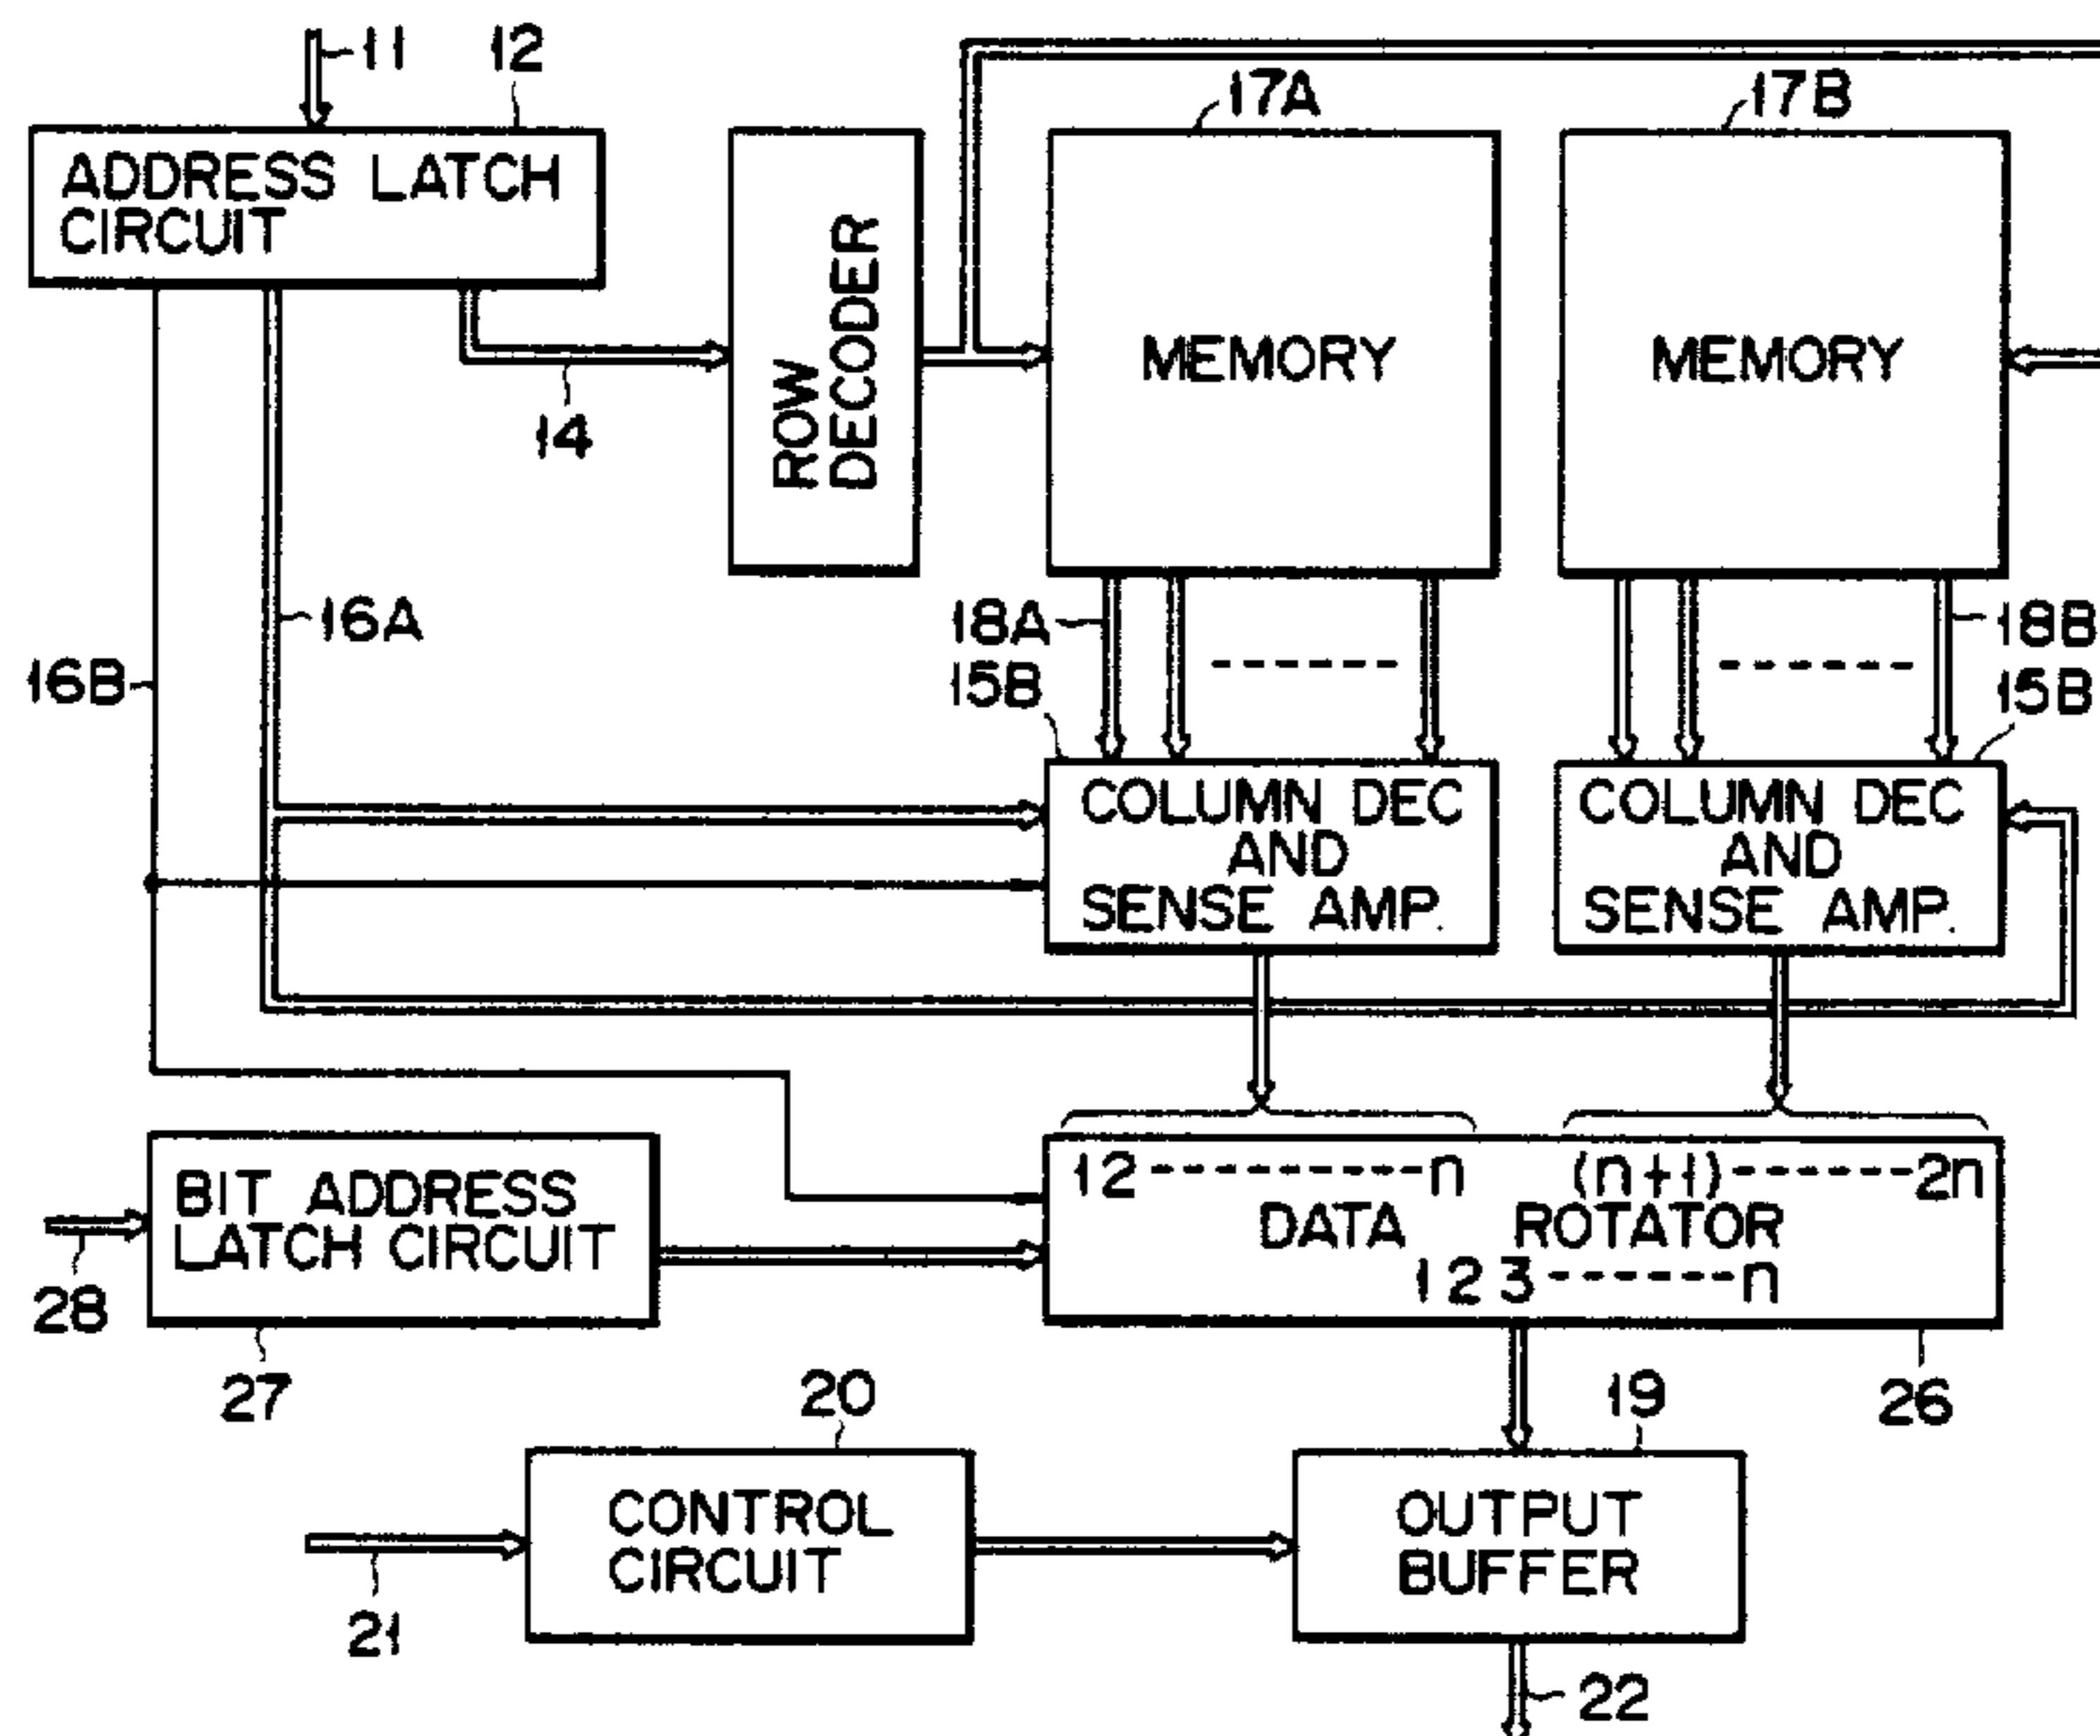 11
12
17A
17B
ADDRESS LATCH
CIRCUIT
ROW
DECODER
MEMORY
MEMORY
14
16A
16B
18A
15B
18B
15B
COLUMN DEC
AND
SENSE AMP.
COLUMN DEC
AND
SENSE AMP.
BIT ADDRESS
LATCH CIRCUIT
28
27
12----------n (n+1)------2n
DATA ROTATOR
123------n
26
20
19
CONTROL
CIRCUIT
OUTPUT
BUFFER
21
22